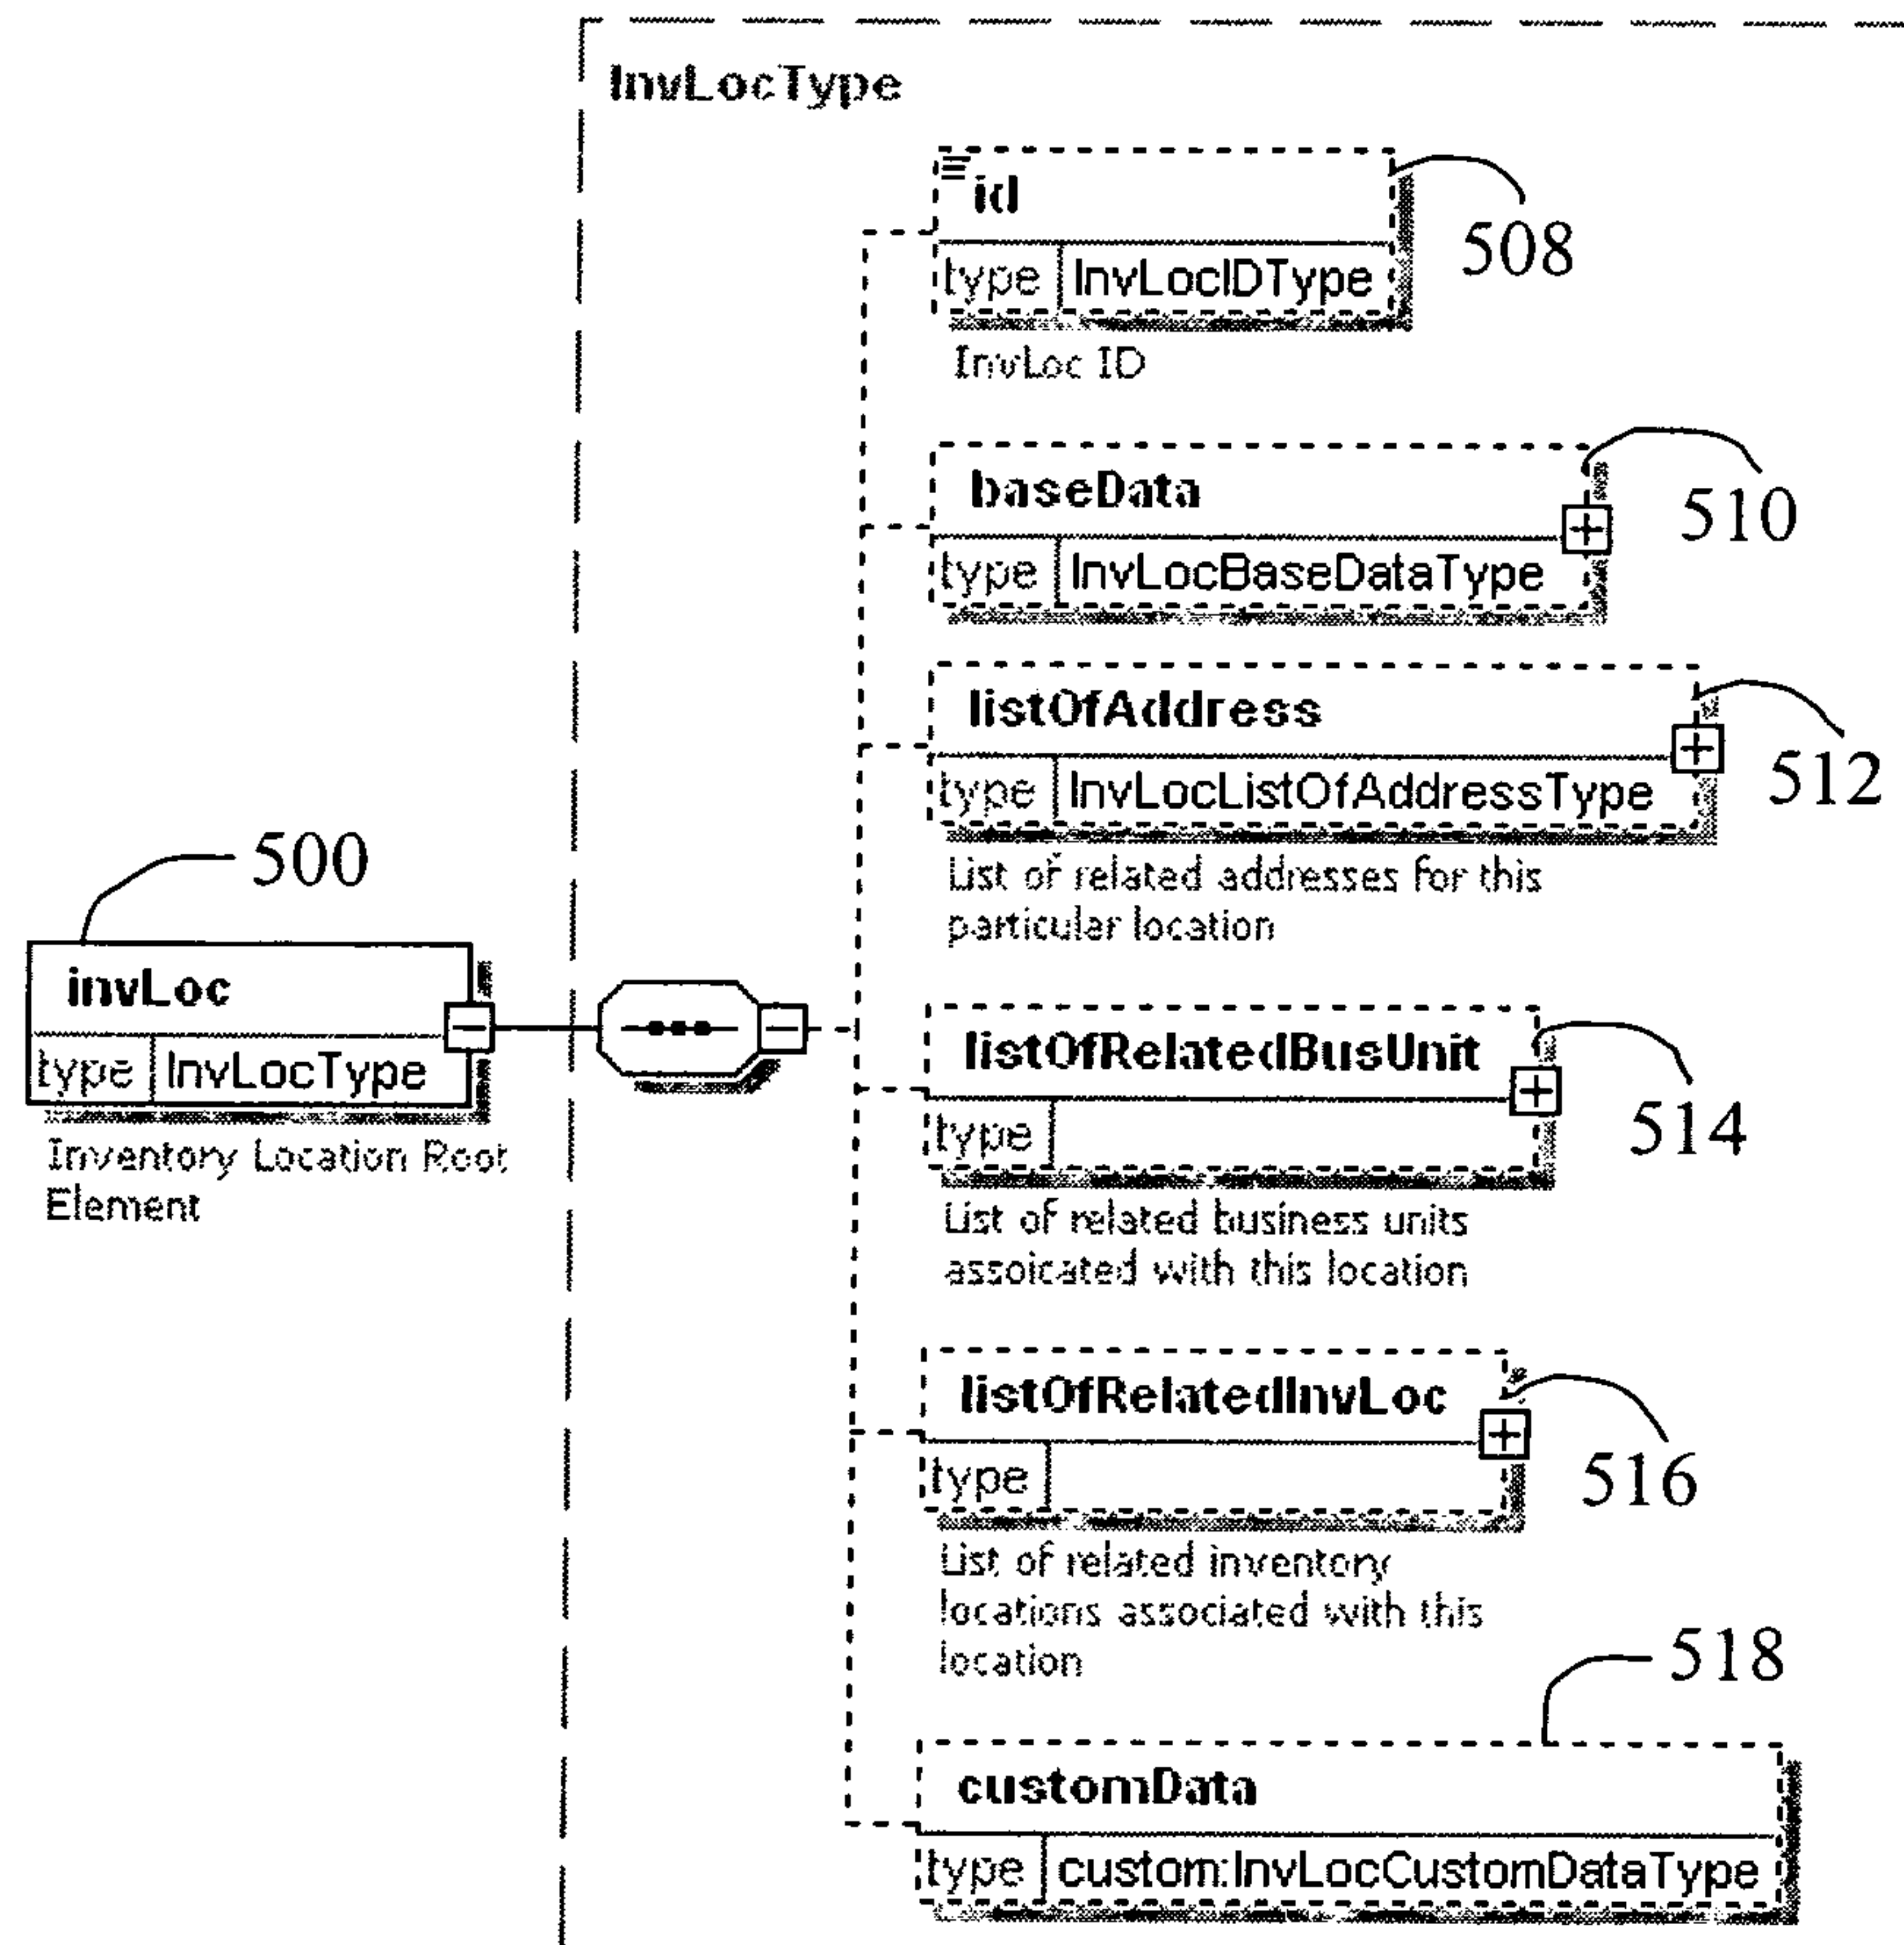 InvLocType
id
508
type InvLocIDType
InvLoc ID
baseData
510
type InvLocBaseDataType
listOfAddress
512
type InvLocListOfAddressType
List of related addresses for this
particular location
500
invLoc
type InvLocType
Inventory Location Root
Element
listOfRelatedBusUnit
514
type
List of related business units
assoicated with this location
listOfRelatedInvLoc
516
type
List of related inventory
locations associated with this
location
518
customData
type custom:InvLocCustomDataType